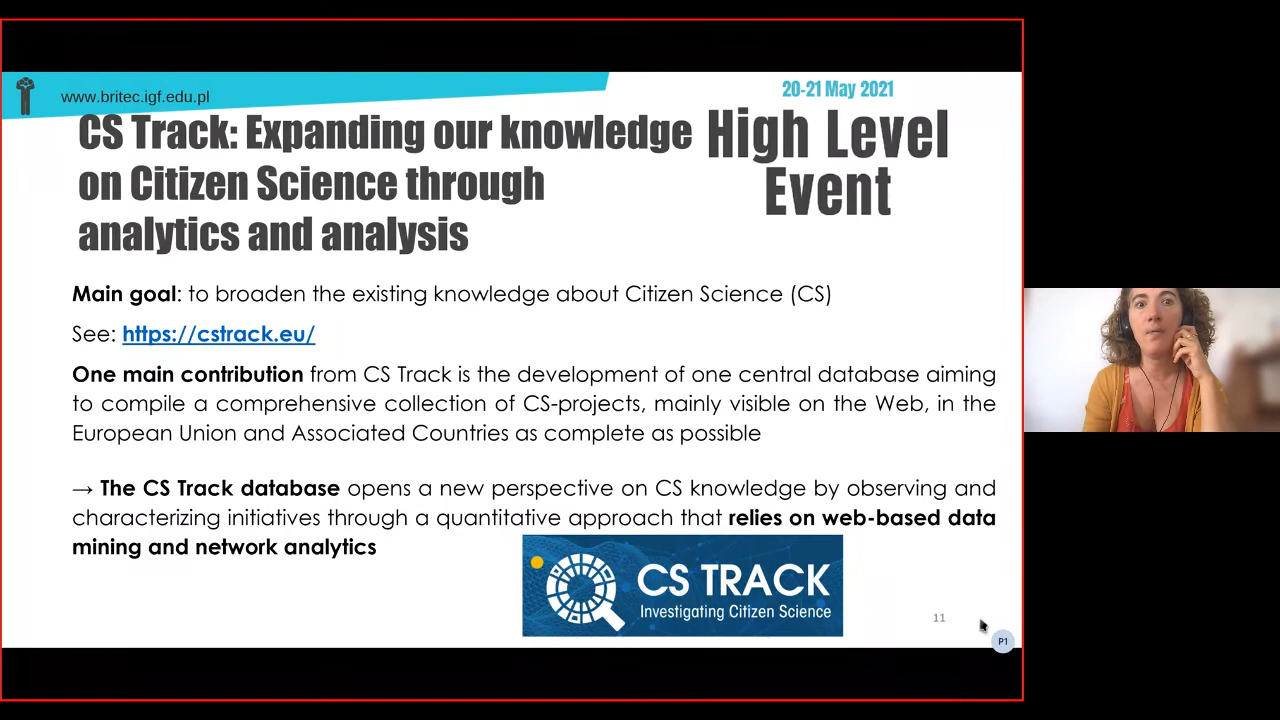 www.britec.igf.edu.pl
20-21 May 2021
High Level
Event
CS Track: Expanding our knowledge
on Citizen Science through
analytics and analysis
Main goal: to broaden the existing knowledge about Citizen Science (CS)
See: https://cstrack.eu/
One main contribution from CS Track is the development of one central database aiming
to compile a comprehensive collection of CS-projects, mainly visible on the Web, in the
European Union and Associated Countries as complete as possible
→ The CS Track database opens a new perspective on CS knowledge by observing and
characterizing initiatives through a quantitative approach that relies on web-based data
mining and network analytics
CS TRACK
Investigating Citizen Science
11
P1